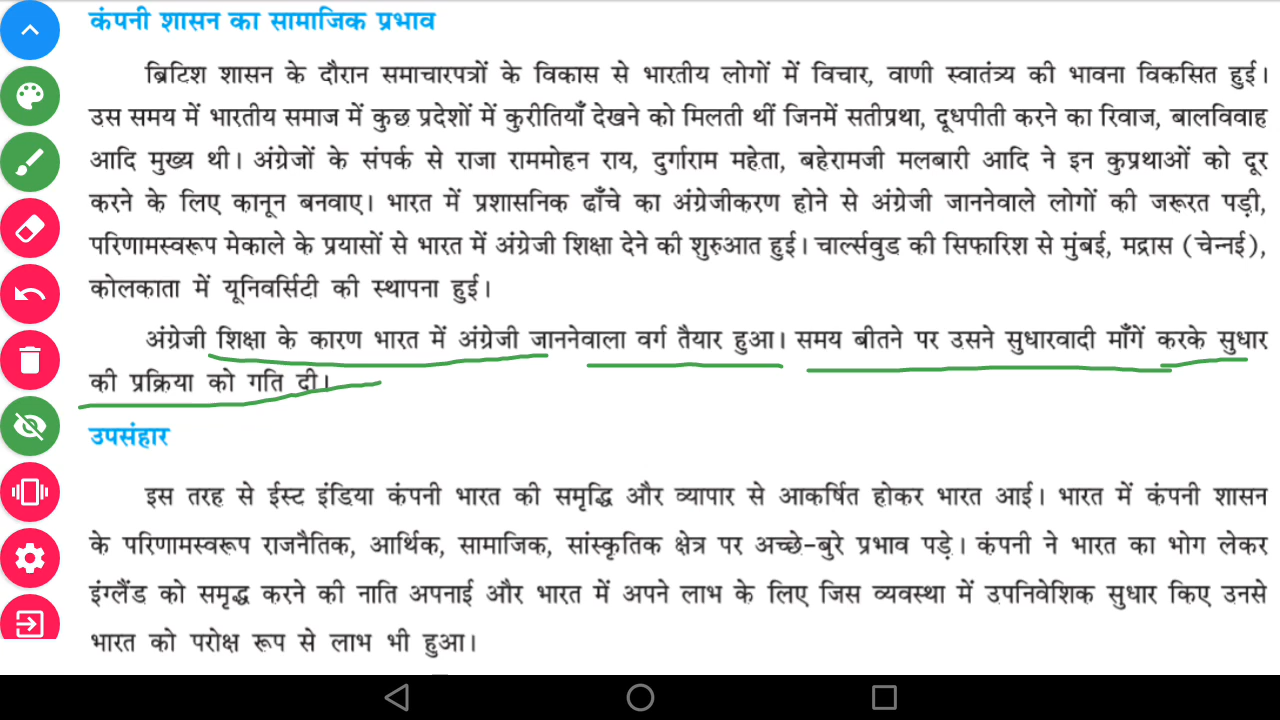 कंपनी शासन का सामाजिक प्रभाव
ब्रिटिश शासन के दौरान समाचारपत्रों के विकास से भारतीय लोगों में विचार, वाणी स्वातंत्र्य की भावना विकसित हुई।
उस समय में भारतीय समाज में कुछ प्रदेशों में कुरीतियाँ देखने को मिलती थीं जिनमें सतीप्रथा, दूधपीती करने का रिवाज, बालविवाह
आदि मुख्य थी। अंग्रेजों के संपर्क से राजा राममोहन राय, दुर्गाराम महेता, बहेरामजी मलबारी आदि ने इन कुप्रथाओं को दूर
करने के लिए कानून बनवाए। भारत में प्रशासनिक ढाँचे का अंग्रेजीकरण होने से अंग्रेजी जाननेवाले लोगों की जरूरत पड़ी,
परिणामस्वरूप मेकाले के प्रयासों से भारत में अंग्रेजी शिक्षा देने की शुरुआत हुई। चार्ल्सवुड की सिफारिश से मुंबई, मद्रास (चेन्नई),
कोलकाता में यूनिवर्सिटी की स्थापना हुई।
अंग्रेजी शिक्षा के कारण भारत में अंग्रेजी जाननेवाला वर्ग तैयार हुआ। समय बीतने पर उसने सुधारवादी माँगें करके सुधार
की प्रक्रिया को गति दी।
उपसंहार
इस तरह से ईस्ट इंडिया कंपनी भारत की समृद्धि और व्यापार से आकर्षित होकर भारत आई। भारत में कंपनी शासन
के परिणामस्वरूप राजनैतिक, आर्थिक, सामाजिक, सांस्कृतिक क्षेत्र पर अच्छे-बुरे प्रभाव पड़े। कंपनी ने भारत का भोग लेकर
इंग्लैंड को समृद्ध करने की नाति अपनाई और भारत में अपने लाभ के लिए जिस व्यवस्था में उपनिवेशिक सुधार किए उनसे
भारत को परोक्ष रूप से लाभ भी हुआ।